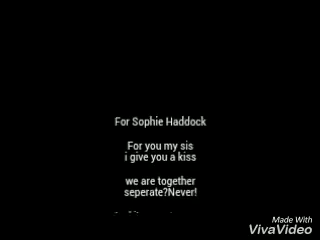 For Sophie Haddock
For you my sis
i give you a kiss
we are together
seperate?Never!
Made With
VivaVideo